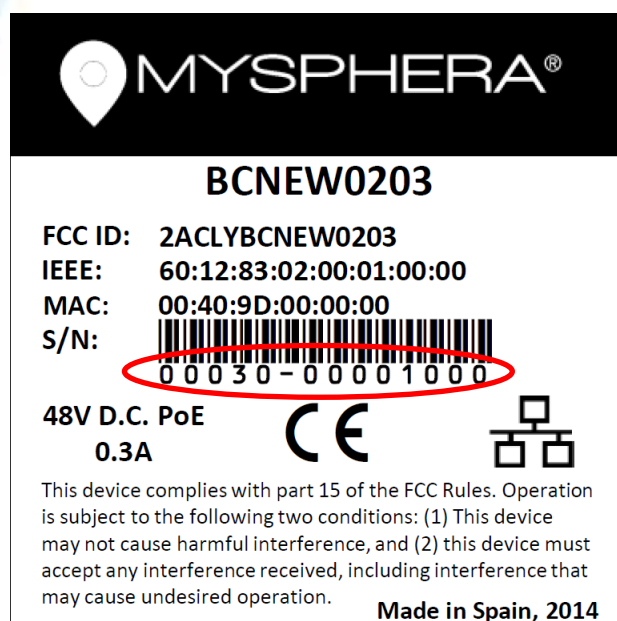 MYSPHERA®
BCNEW0203
FCC ID: 2ACLYBCNEW0203
IEEE: 60:12:83:02:00:01:00:00
MAC: 00:40:9D:00:00:00
S/N:
00030-00001000
48V D.C. PoE
0.3A
CE
This device complies with part 15 of the FCC Rules. Operation
is subject to the following two conditions: (1) This device
may not cause harmful interference, and (2) this device must
accept any interference received, including interference that
may cause undesired operation.
Made in Spain, 2014